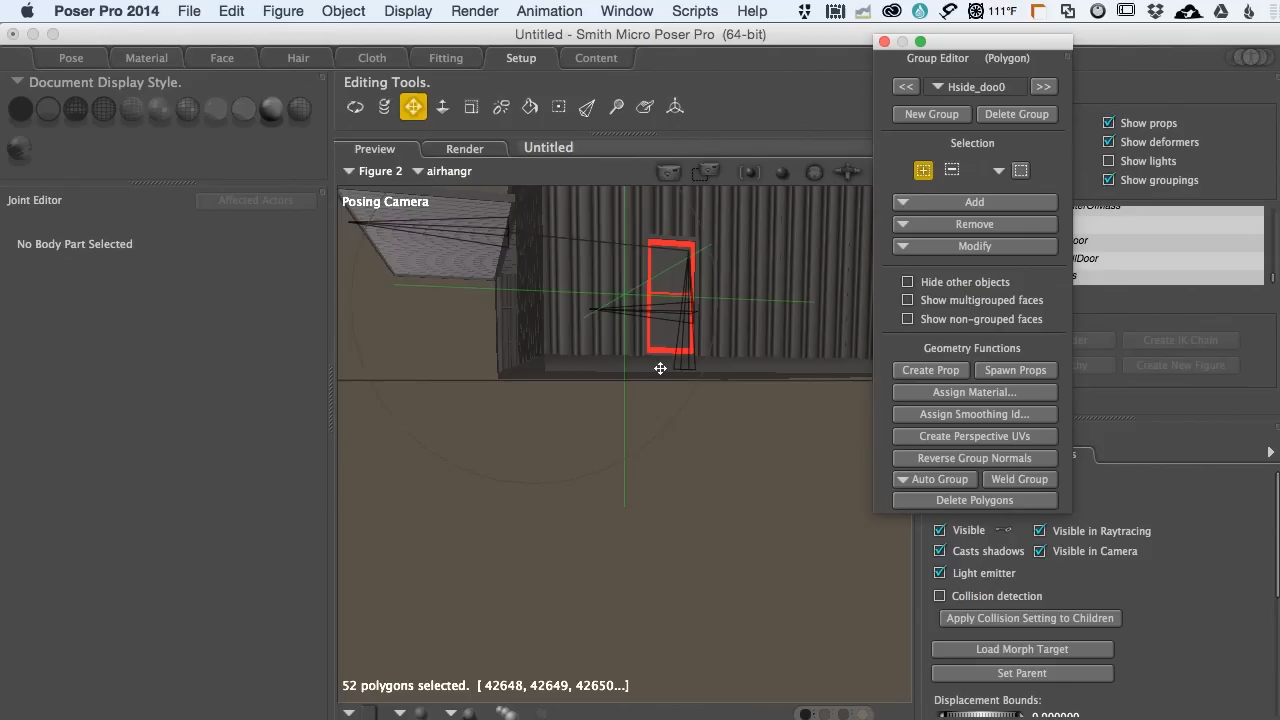 Poser Pro 2014 File Edit Figure Object Display Render Animation Window Scripts Help 111°F
Untitled - Smith Micro Poser Pro (64-bit)
Pose Material Face Hair Cloth Fitting Setup Content
Document Display Style.
Editing Tools.
Preview Render Untitled
Figure 2 airhangr
Posing Camera
Joint Editor Affected Actors
No Body Part Selected
52 polygons selected. [ 42648, 42649, 42650...]
Group Editor (Polygon)
<< Hside_doo0 >>
New Group Delete Group
Selection
Add
Remove
Modify
Hide other objects
Show multigrouped faces
Show non-grouped faces
Geometry Functions
Create Prop Spawn Props
Assign Material...
Assign Smoothing Id...
Create Perspective UVs
Reverse Group Normals
Auto Group Weld Group
Delete Polygons
Show props
Show deformers
Show lights
Show groupings
Create IK Chain
Create New Figure
Visible Visible in Raytracing
Casts shadows Visible in Camera
Light emitter
Collision detection
Apply Collision Setting to Children
Load Morph Target
Set Parent
Displacement Bounds:
0.000000